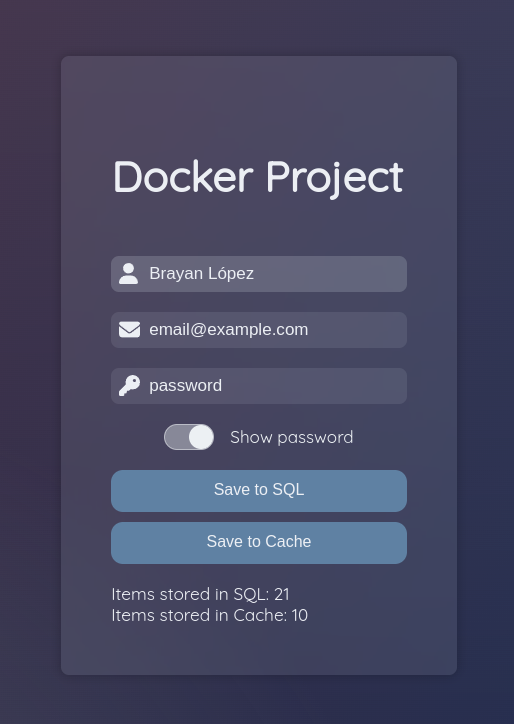 Docker Project
Brayan López
email@example.com
password
Show password
Save to SQL
Save to Cache
Items stored in SQL: 21
Items stored in Cache: 10